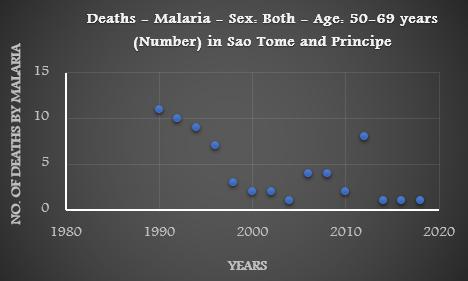 Deaths - Malaria - Sex: Both - Age: 50-69 years
(Number) in Sao Tome and Principe
NO. OF DEATHS BY MALARIA
15
10
5
0
1980 1990 2000 2010 2020
YEARS